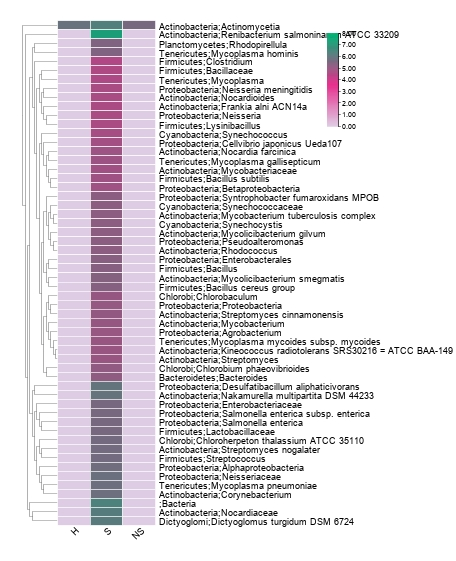 Actinobacteria;Actinomycetia
Actinobacteria;Renibacterium salmoninarum ATCC 33209
Planctomycetes;Rhodopirellula
Tenericutes;Mycoplasma hominis
Firmicutes;Clostridium
Firmicutes;Bacillaceae
Tenericutes;Mycoplasma
Proteobacteria;Neisseria meningitidis
Actinobacteria;Nocardioides
Actinobacteria;Frankia alni ACN14a
Proteobacteria;Neisseria
Firmicutes;Lysinibacillus
Cyanobacteria;Synechococcus
Proteobacteria;Cellvibrio japonicus Ueda107
Actinobacteria;Nocardia farcinica
Tenericutes;Mycoplasma gallisepticum
Actinobacteria;Mycobacteriaceae
Firmicutes;Bacillus subtilis
Proteobacteria;Betaproteobacteria
Proteobacteria;Syntrophobacter fumaroxidans MPOB
Cyanobacteria;Synechococcaceae
Actinobacteria;Mycobacterium tuberculosis complex
Cyanobacteria;Synechocystis
Actinobacteria;Mycolicibacterium gilvum
Proteobacteria;Pseudoalteromonas
Actinobacteria;Rhodococcus
Proteobacteria;Enterobacterales
Firmicutes;Bacillus
Actinobacteria;Mycolicibacterium smegmatis
Firmicutes;Bacillus cereus group
Chlorobi;Chlorobaculum
Proteobacteria;Proteobacteria
Actinobacteria;Streptomyces cinnamonensis
Actinobacteria;Mycobacterium
Proteobacteria;Agrobacterium
Tenericutes;Mycoplasma mycoides subsp. mycoides
Actinobacteria;Kineococcus radiotolerans SRS30216 = ATCC BAA-149
Actinobacteria;Streptomyces
Chlorobi;Chlorobium phaeovibrioides
Bacteroidetes;Bacteroides
Proteobacteria;Desulfatibacillum aliphaticivorans
Actinobacteria;Nakamurella multipartita DSM 44233
Proteobacteria;Enterobacteriaceae
Proteobacteria;Salmonella enterica subsp. enterica
Proteobacteria;Salmonella enterica
Firmicutes;Lactobacillaceae
Chlorobi;Chloroherpeton thalassium ATCC 35110
Actinobacteria;Streptomyces nogalater
Firmicutes;Streptococcus
Proteobacteria;Alphaproteobacteria
Proteobacteria;Neisseriaceae
Tenericutes;Mycoplasma pneumoniae
Actinobacteria;Corynebacterium
;Bacteria
Actinobacteria;Nocardiaceae
Dictyoglomi;Dictyoglomus turgidum DSM 6724
7.00
6.00
5.00
4.00
3.00
2.00
1.00
0.00
H
S
NS